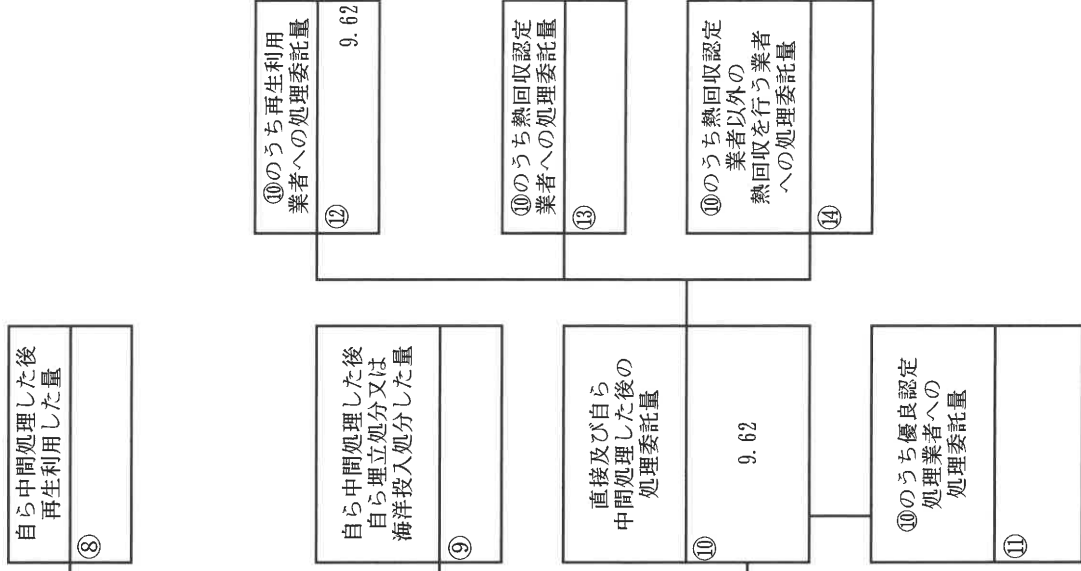 自ら中間処理した後
再生利用した量
⑧
自ら中間処理した後
自ら埋立処分又は
海洋投入処分した量
⑨
直接及び自ら
中間処理した後の
処理委託量
⑩
9.62
⑩のうち優良認定
処理業者への
処理委託量
⑪
⑩のうち再生利用
業者への処理委託量
⑫
9.62
⑩のうち熱回収認定
業者への処理委託量
⑬
⑩のうち熱回収認定
業者以外の
熱回収を行う業者
への処理委託量
⑭